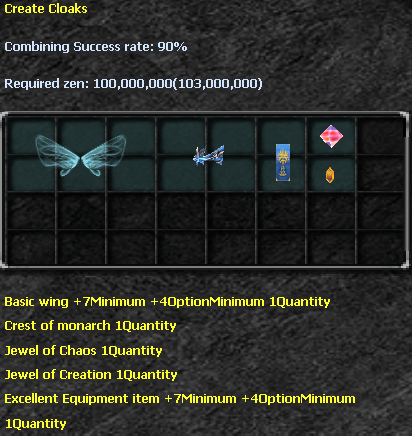 Create Cloaks
Combining Success rate: 90%
Required zen: 100,000,000(103,000,000)
Basic wing +7Minimum +4OptionMinimum 1Quantity
Crest of monarch 1Quantity
Jewel of Chaos 1Quantity
Jewel of Creation 1Quantity
Excellent Equipment item +7Minimum +4OptionMinimum
1Quantity